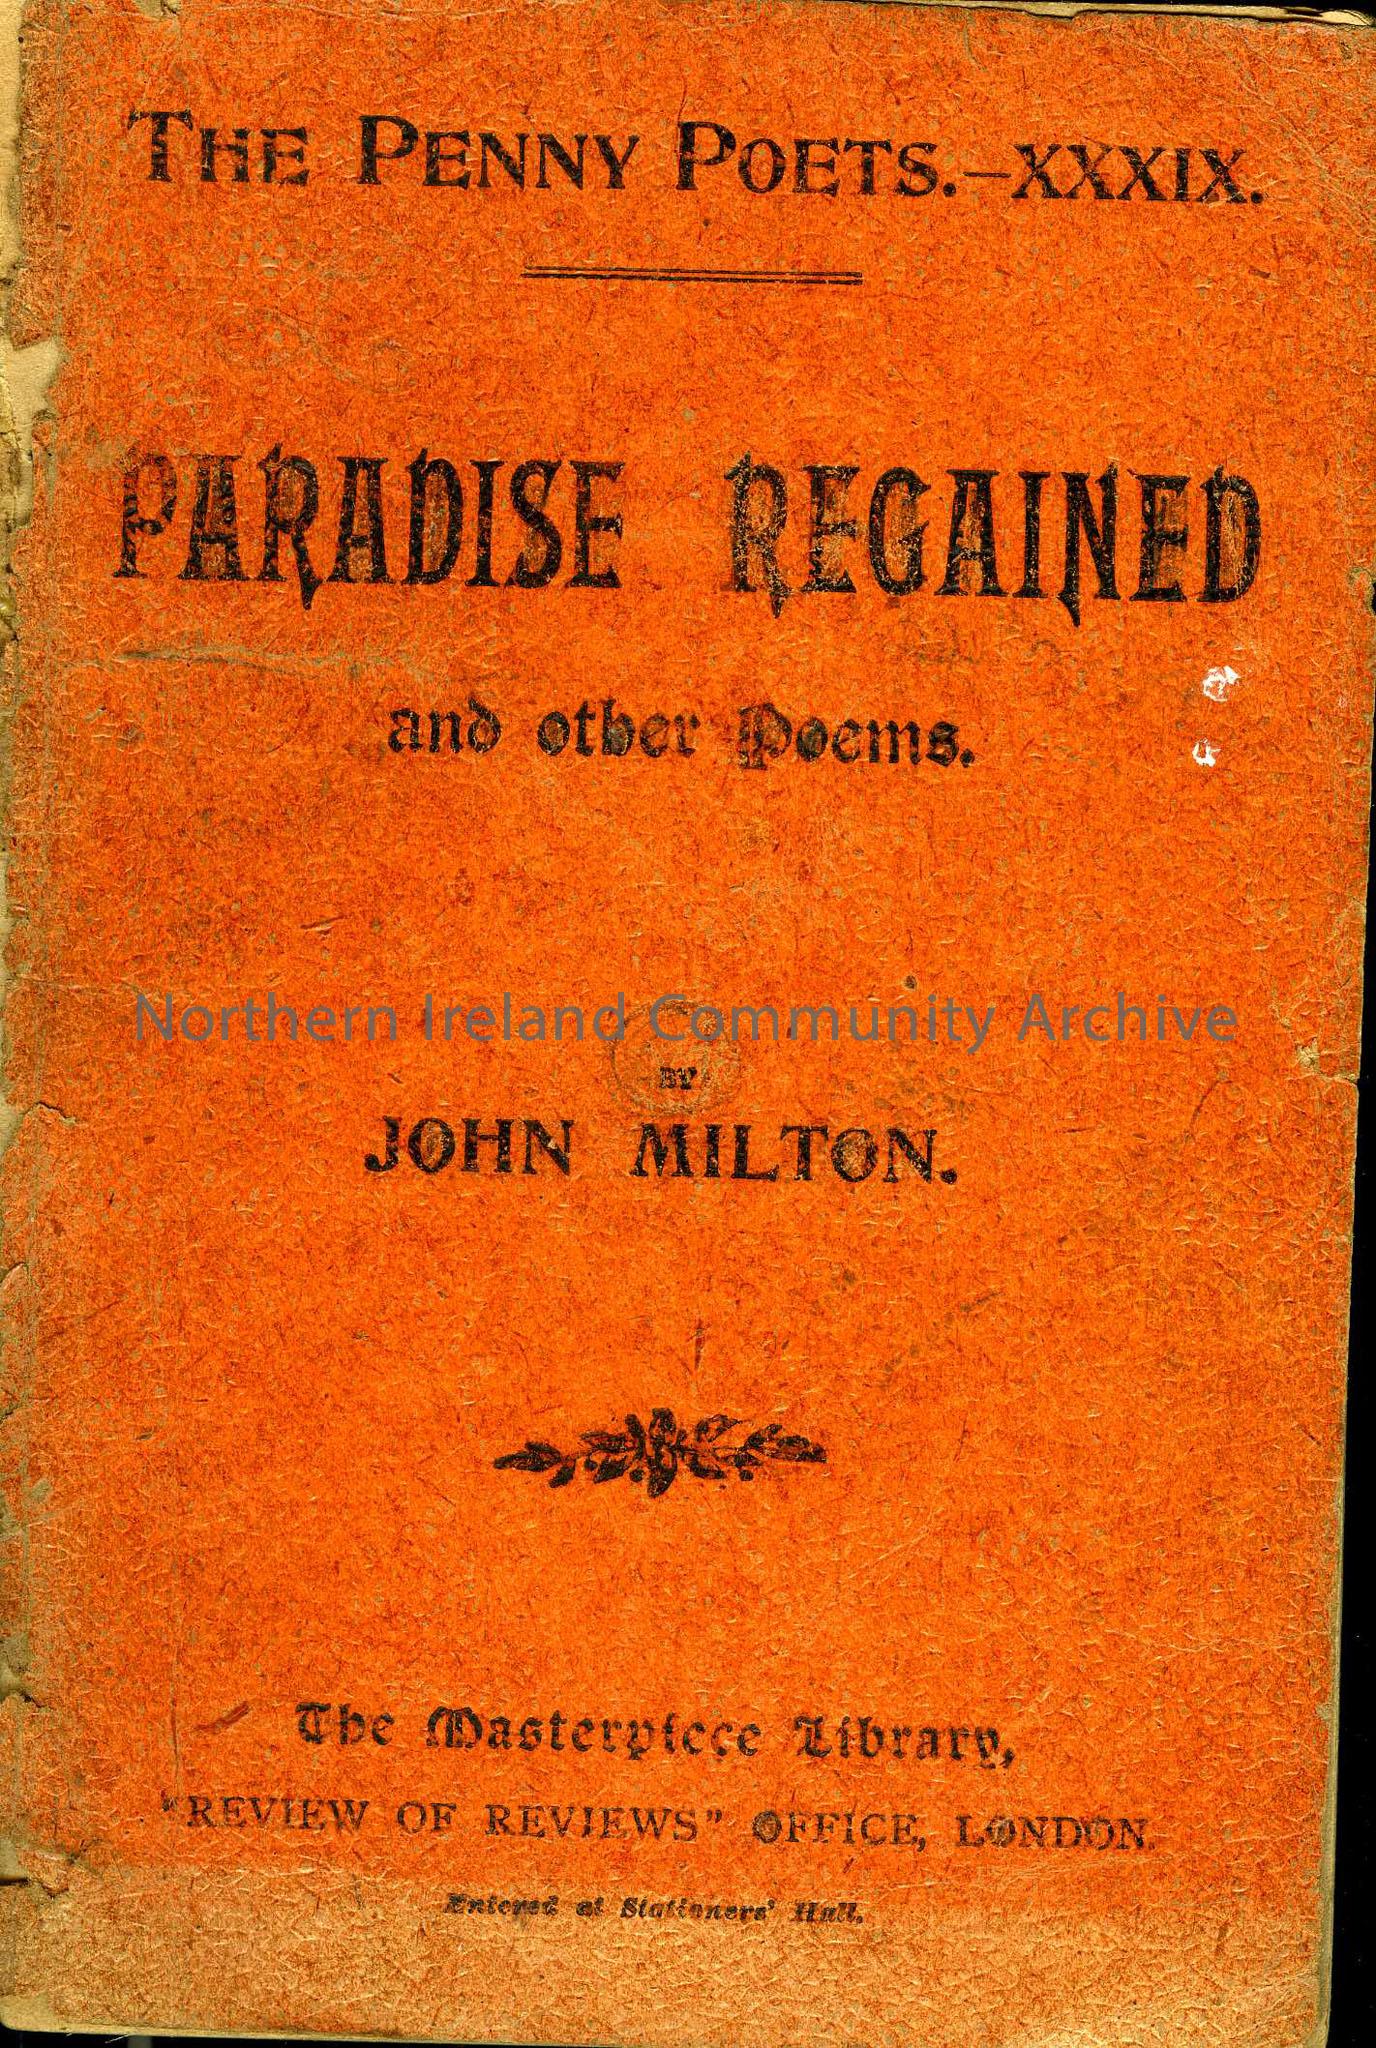 THE PENNY POETS.—XXXIX.
PARADISE REGAINED
and other Poems.
Northern Ireland Community Archive
BY
JOHN MILTON.
The Masterpiece Library,
"REVIEW OF REVIEWS" OFFICE, LONDON.
Entered at Stationers' Hall.